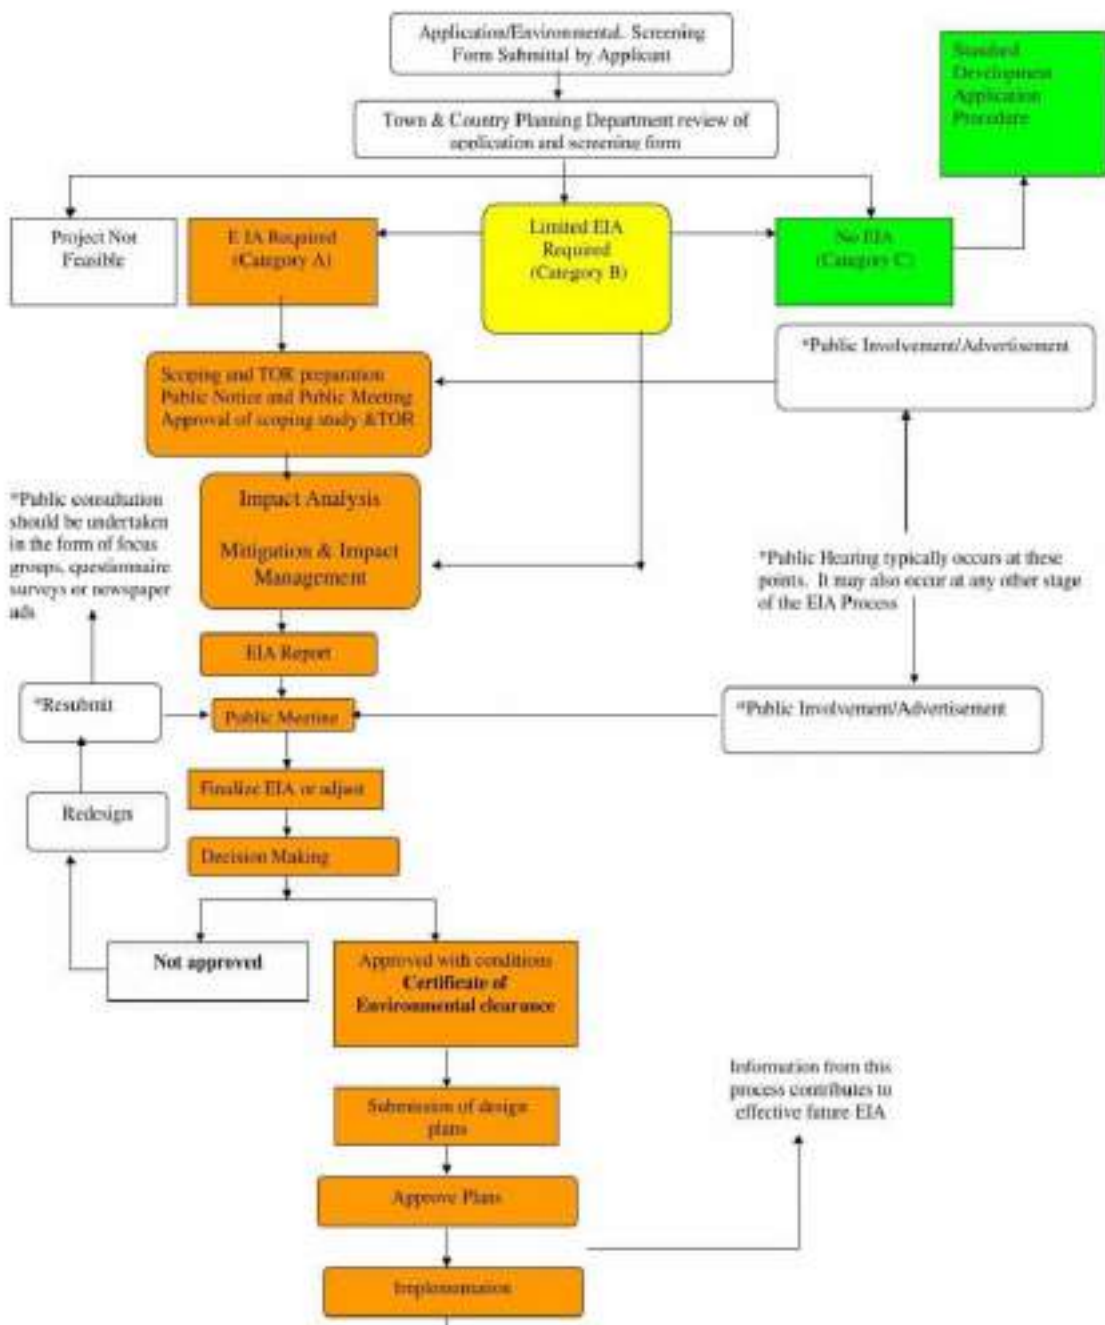 Application/Environmental. Screening
Form Submittal by Applicant
Standard
Development
Application
Procedure
Town & Country Planning Department review of
application and screening form
Project Not
Feasible
E IA Required
(Category A)
Limited EIA
Required
(Category B)
No EIA
(Category C)
*Public Involvement/Advertisement
Scoping and TOR preparation
Public Notice and Public Meeting
Approval of scoping study &TOR
*Public consultation
should be undertaken
in the form of focus
groups, questionnaire
surveys or newspaper
ads
Impact Analysis
Mitigation & Impact
Management
*Public Hearing typically occurs at these
points. It may also occur at any other stage
of the EIA Process
EIA Report
*Resubmit
Public Meeting
*Public Involvement/Advertisement
Finalize EIA or adjust
Redesign
Decision Making
Not approved
Approved with conditions
Certificate of
Environmental clearance
Information from this
process contributes to
effective future EIA
Submission of design
plans
Approve Plans
Implementation